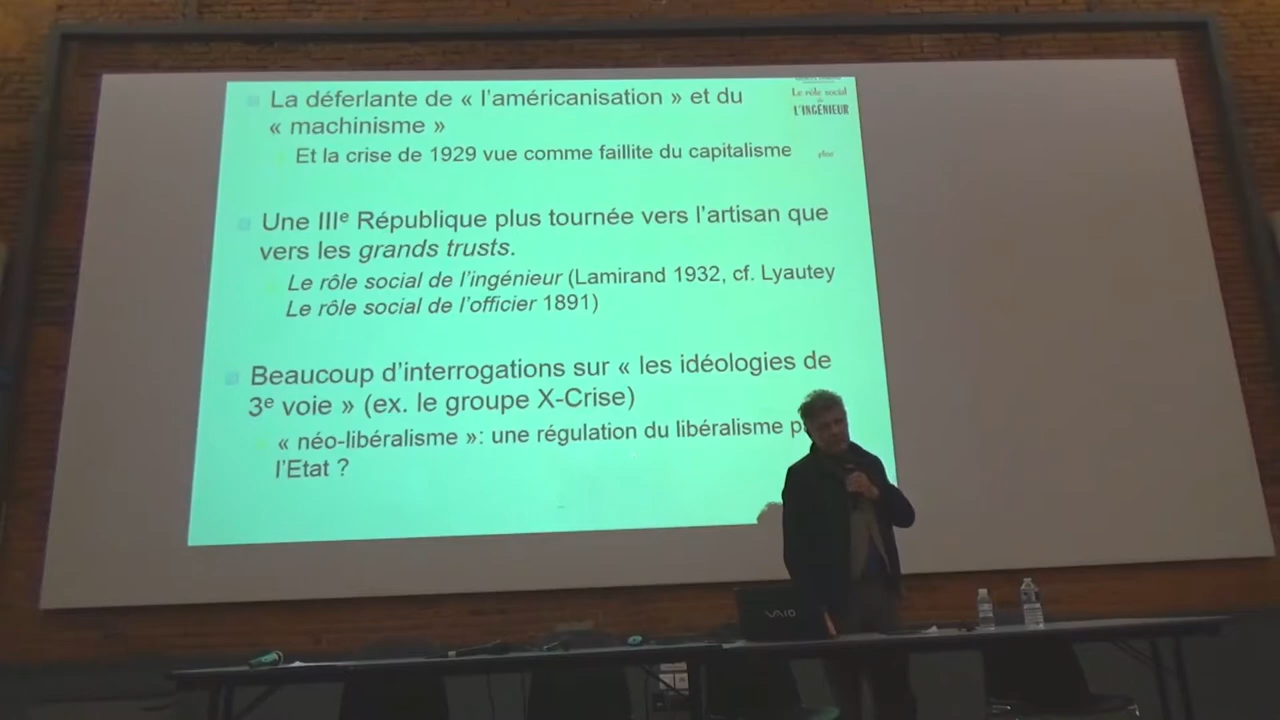 La déferlante de « l'américanisation » et du
« machinisme »
Et la crise de 1929 vue comme faillite du capitalisme
Le rôle social
de
L'INGÉNIEUR
plon
Une IIIe République plus tournée vers l'artisan que
vers les grands trusts.
Le rôle social de l'ingénieur (Lamirand 1932, cf. Lyautey
Le rôle social de l'officier 1891)
Beaucoup d'interrogations sur « les idéologies de
3e voie » (ex. le groupe X-Crise)
« néo-libéralisme »: une régulation du libéralisme
l'Etat ?
VAIO